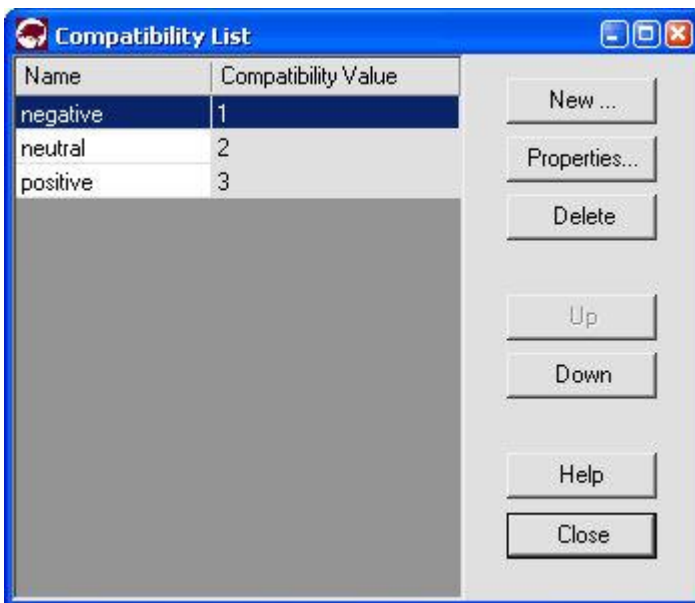 Compatibility List
Name Compatibility Value
negative 1
neutral 2
positive 3
New ...
Properties...
Delete
Up
Down
Help
Close